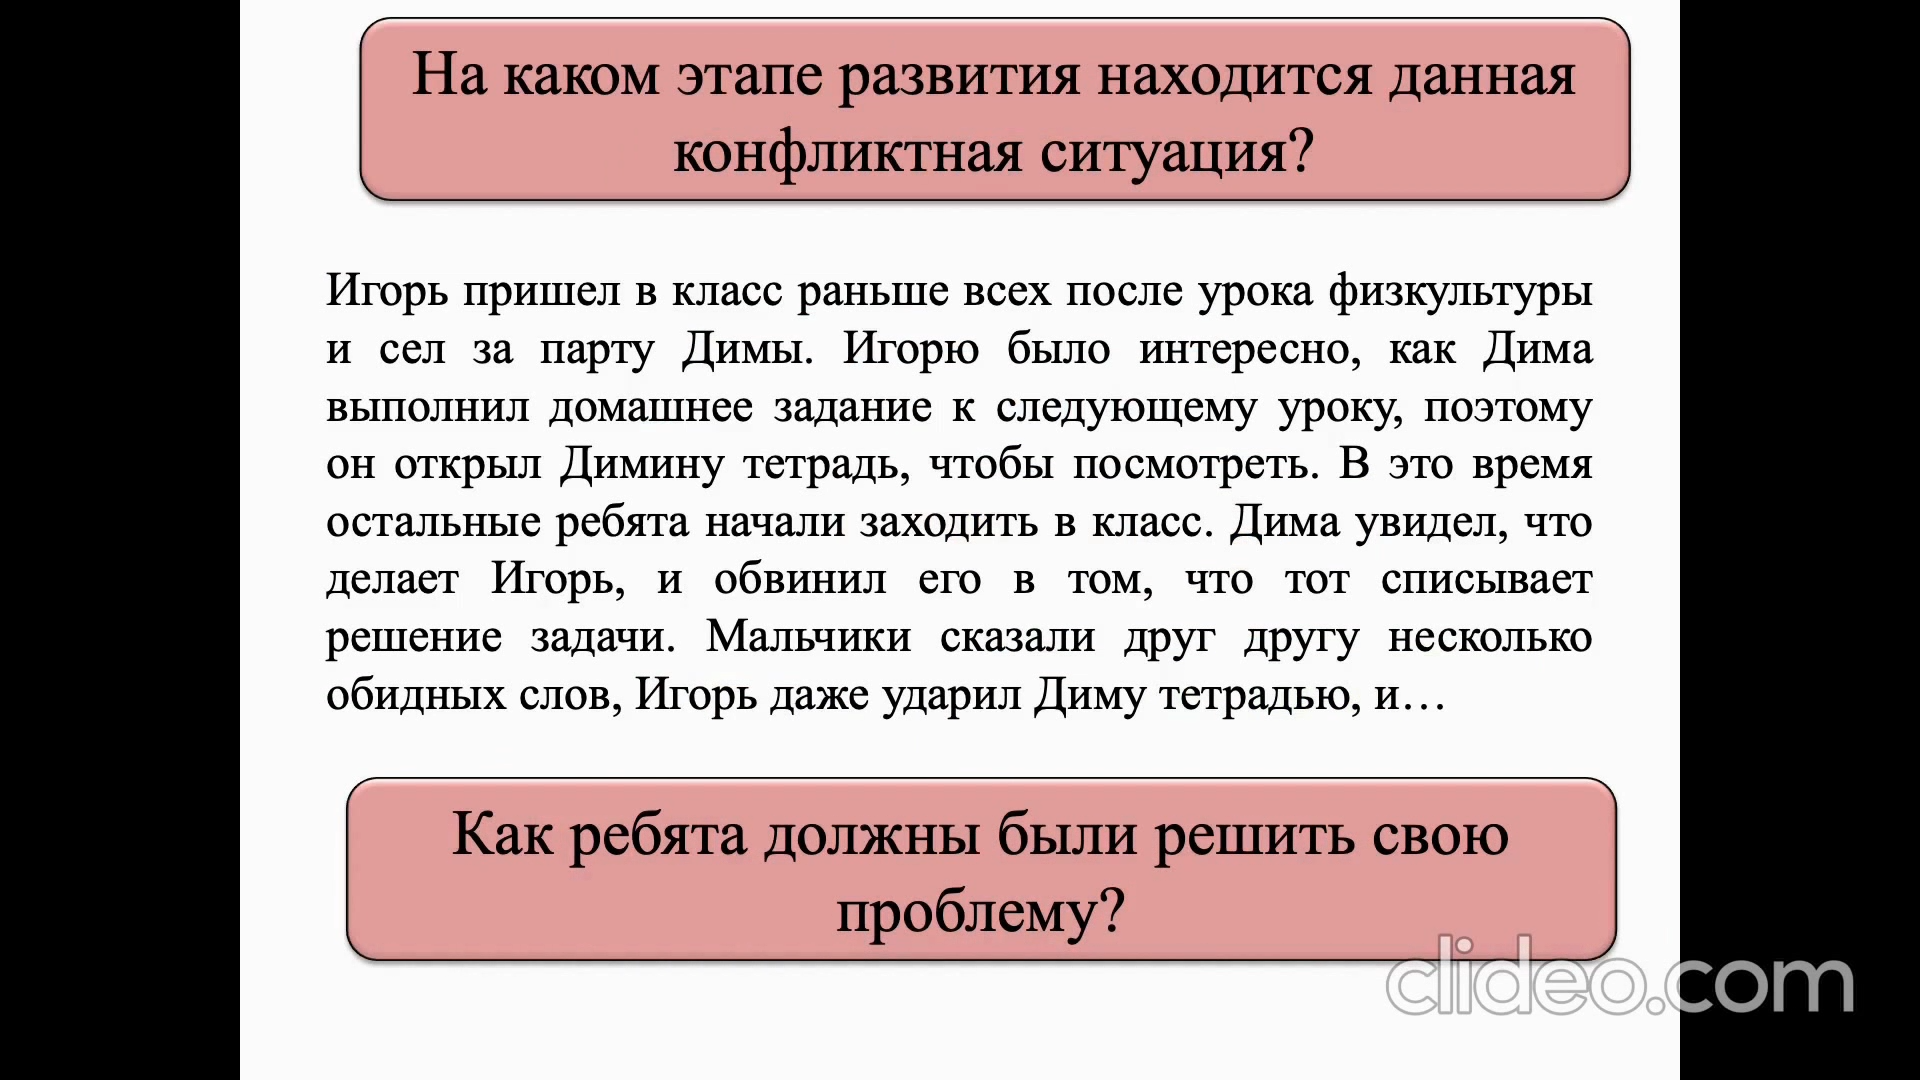 На каком этапе развития находится данная
конфликтная ситуация?
Игорь пришел в класс раньше всех после урока физкультуры
и сел за парту Димы. Игорю было интересно, как Дима
выполнил домашнее задание к следующему уроку, поэтому
он открыл Димину тетрадь, чтобы посмотреть. В это время
остальные ребята начали заходить в класс. Дима увидел, что
делает Игорь, и обвинил его в том, что тот списывает
решение задачи. Мальчики сказали друг другу несколько
обидных слов, Игорь даже ударил Диму тетрадью, и…
Как ребята должны были решить свою
проблему?
clideo.com